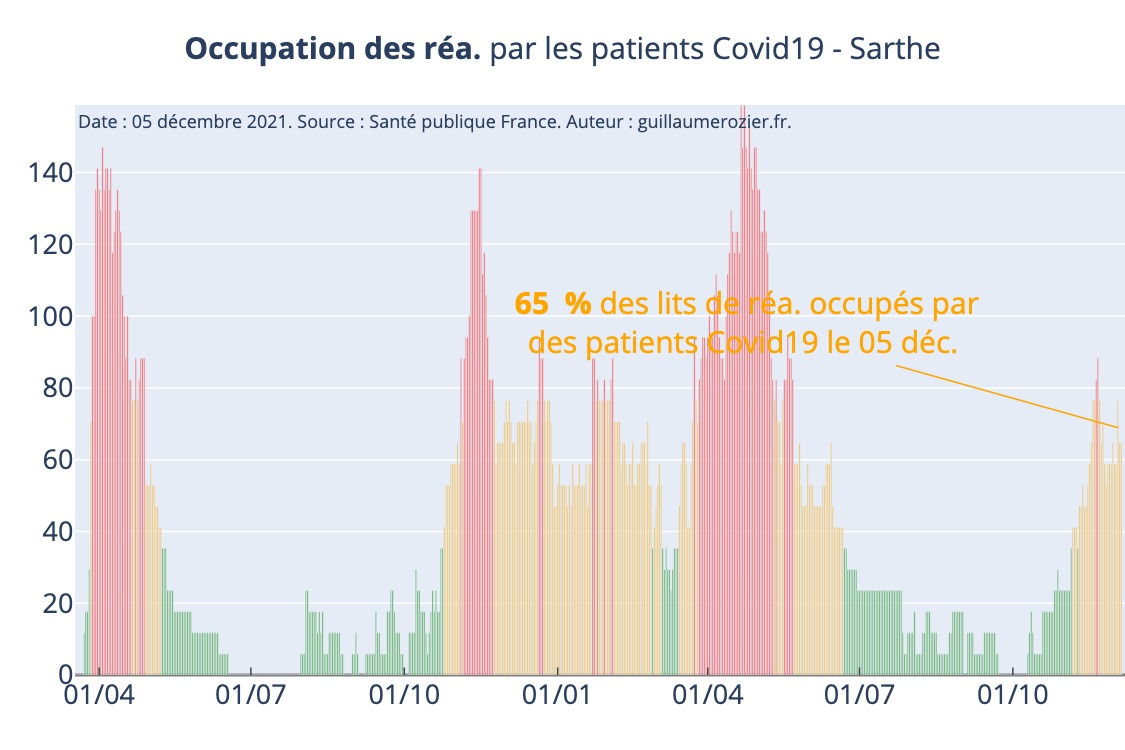 Occupation des réa. par les patients Covid19 - Sarthe
Date : 05 décembre 2021. Source : Santé publique France. Auteur : guillaumerozier.fr.
140
120
100
80
60
40
20
0
65 % des lits de réa. occupés par
des patients Covid19 le 05 déc.
01/04 01/07 01/10 01/01 01/04 01/07 01/10